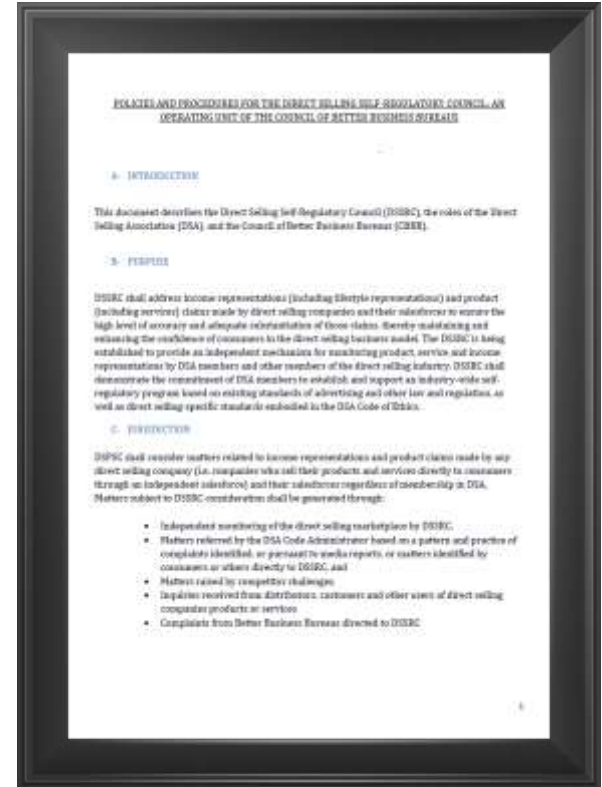 POLICIES AND PROCEDURES FOR THE DIRECT SELLING SELF-REGULATORY COUNCIL: AN
OPERATING UNIT OF THE COUNCIL OF BETTER BUSINESS BUREAUS
A- INTRODUCTION
This document describes the Direct Selling Self-Regulatory Council (DSSRC), the roles of the Direct
Selling Association (DSA), and the Council of Better Business Bureaus (CBBB).
B- PURPOSE
DSSRC shall address income representations (including lifestyle representations) and product
(including services) claims made by direct selling companies and their salesforces to ensure the
high level of accuracy and adequate substantiation of those claims, thereby maintaining and
enhancing the confidence of consumers in the direct selling business model. The DSSRC is being
established to provide an independent mechanism for monitoring product, service and income
representations by DSA members and other members of the direct selling industry. DSSRC shall
demonstrate the commitment of DSA members to establish and support an industry-wide self-
regulatory program based on existing standards of advertising and other law and regulation, as
well as direct selling-specific standards embodied in the DSA Code of Ethics.
C- JURISDICTION
shall consider matters related to income representations and product claims made by any
direct selling company (i.e. companies who sell their products and services directly to consumers
through an independent salesforce) and their salesforces regardless of membership in DSA.
Matters subject to DSSRC consideration shall be generated through:
• Independent monitoring of the direct selling marketplace by DSSRC,
• Matters referred by the DSA Code Administrator based on a pattern and practice of
complaints identified, or pursuant to media reports, or matters identified by
consumers or others directly to DSSRC, and
• Matters raised by competitor challenges
• Inquiries received from distributors, customers and other users of direct selling
companies products or services
• Complaints from Better Business Bureaus directed to DSSRC